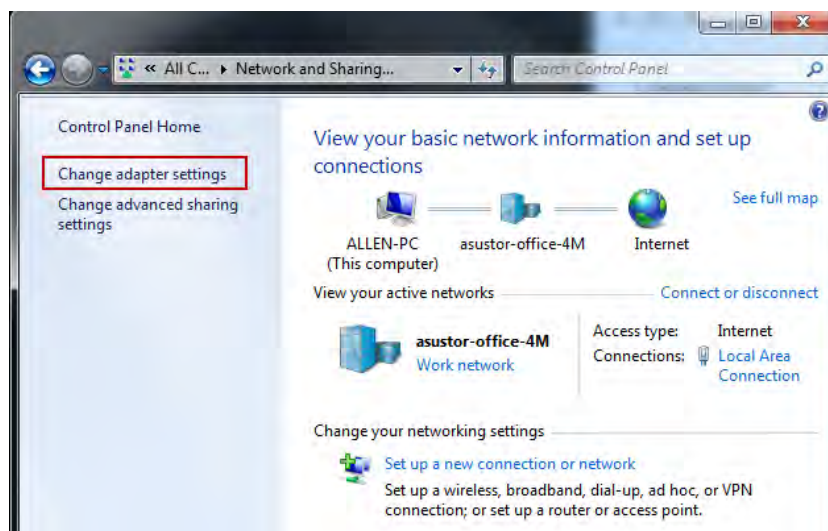 « All C... ▸ Network and Sharing...
Search Control Panel
Control Panel Home
Change adapter settings
Change advanced sharing
settings
View your basic network information and set up
connections
See full map
ALLEN-PC
(This computer)
asustor-office-4M
Internet
View your active networks
Connect or disconnect
asustor-office-4M
Work network
Access type: Internet
Connections: Local Area
Connection
Change your networking settings
Set up a new connection or network
Set up a wireless, broadband, dial-up, ad hoc, or VPN
connection; or set up a router or access point.